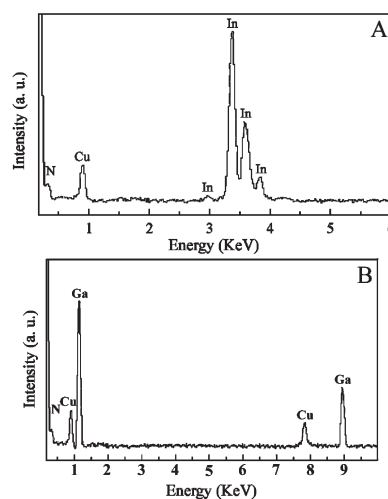 A
In
In
Cu
N
In
In
Intensity (a. u.)
1 2 3 4 5 6
Energy (KeV)
B
Ga
Ga
Cu
Cu
N
Intensity (a. u.)
1 2 3 4 5 6 7 8 9
Energy (KeV)